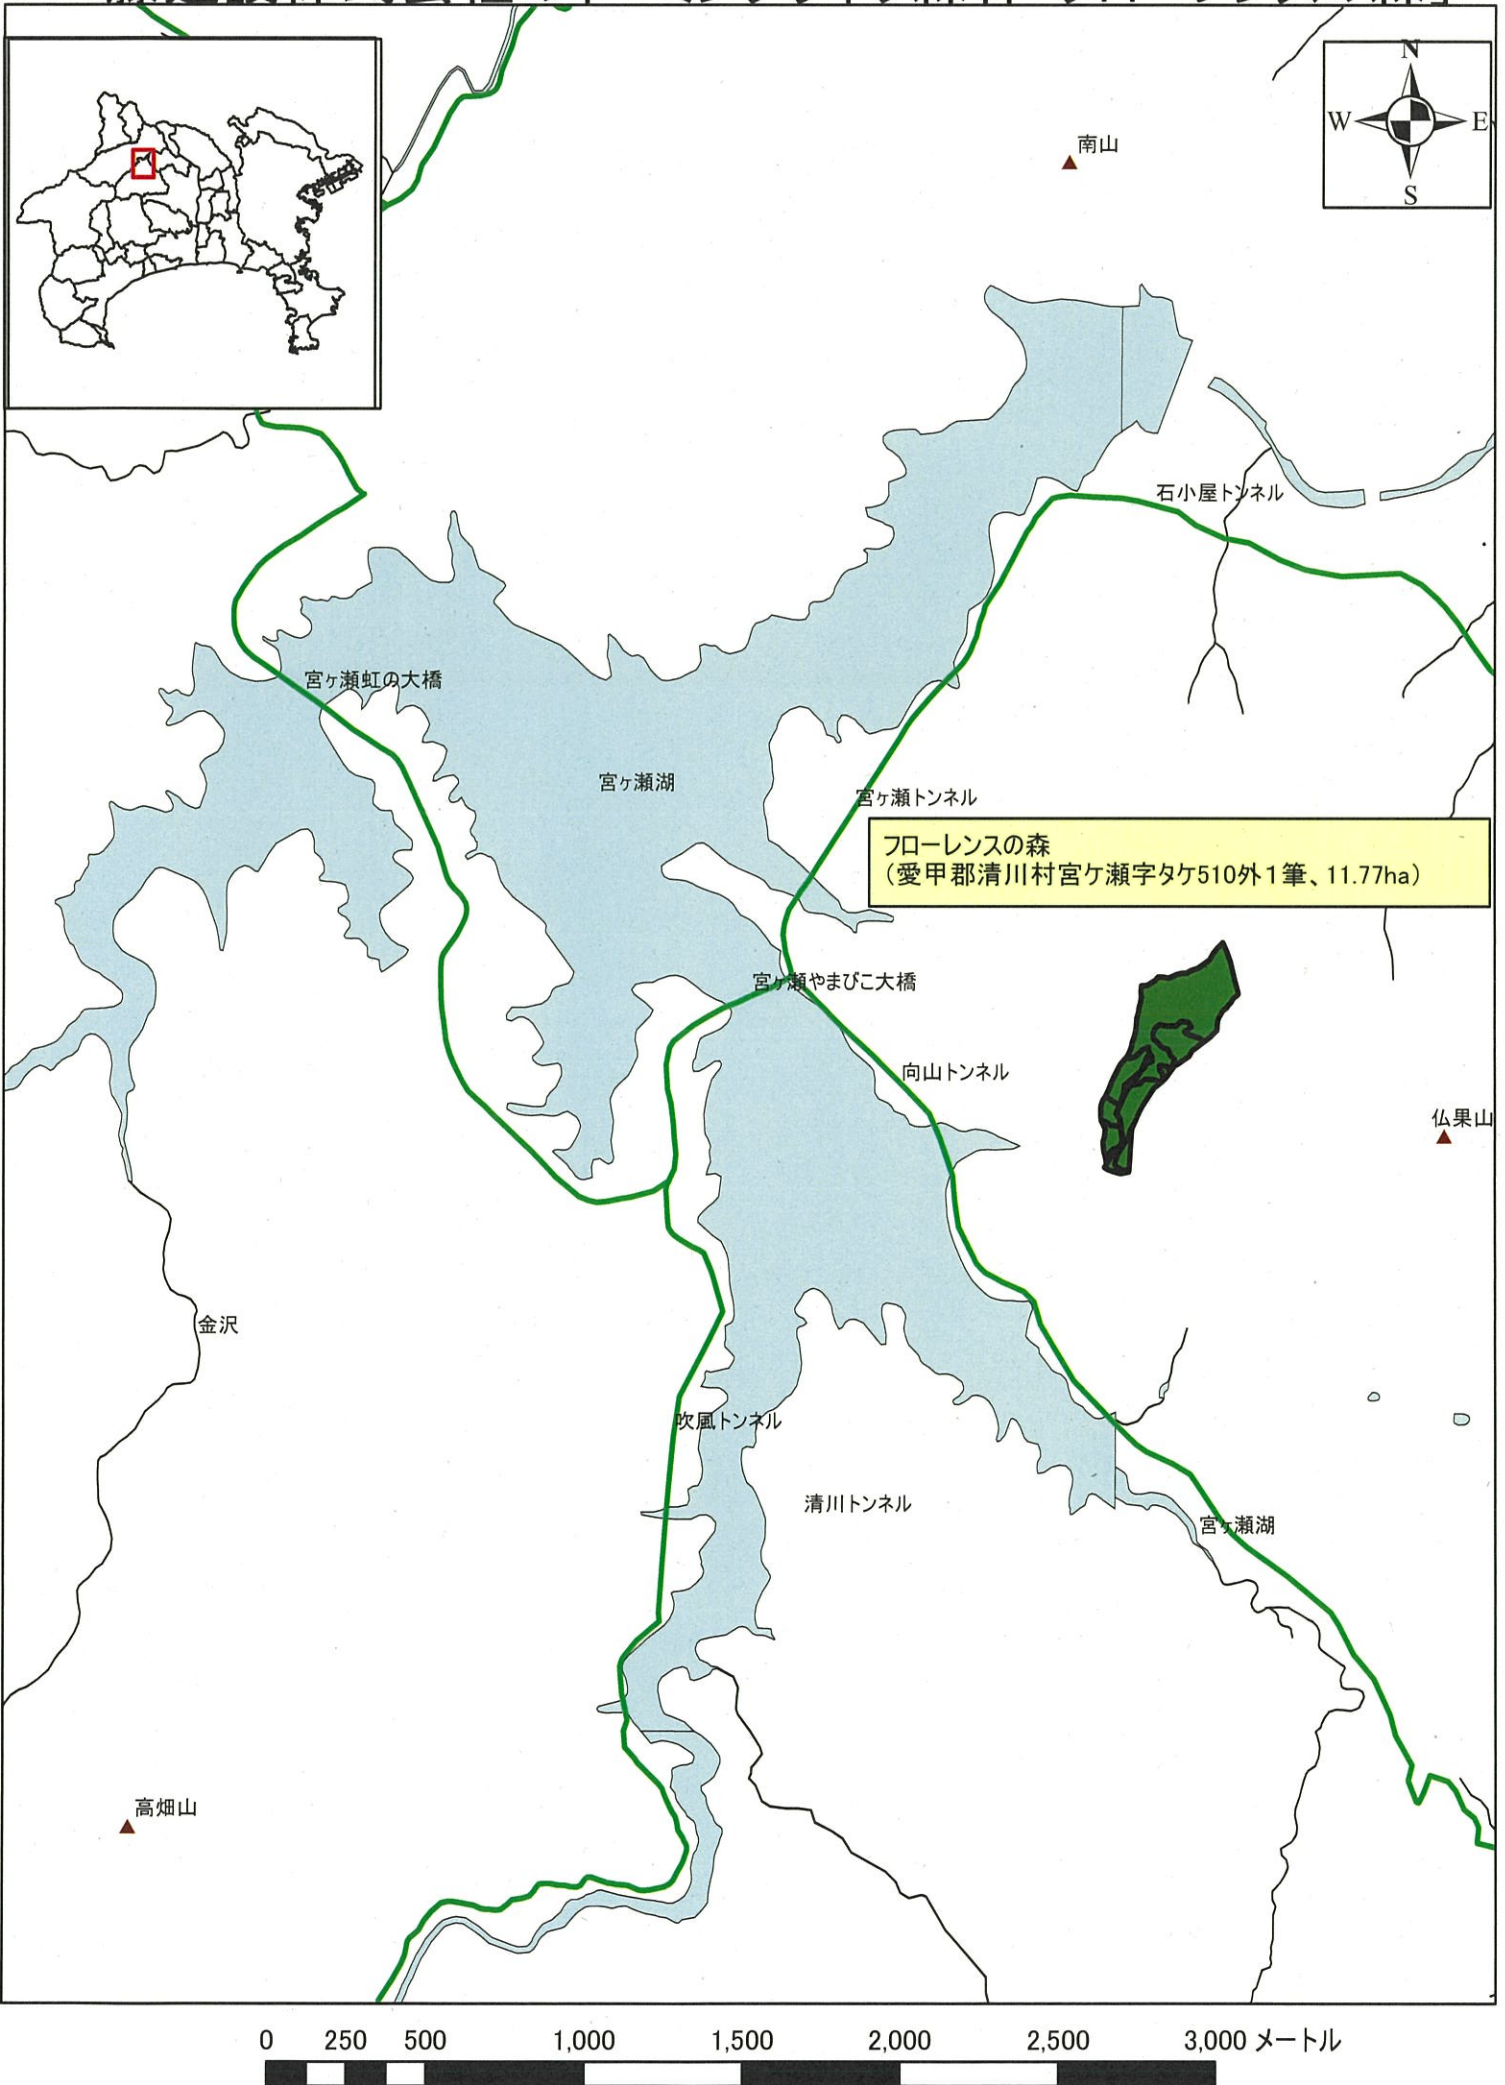 N
W
E
S
南山
石小屋トンネル
宮ヶ瀬虹の大橋
宮ヶ瀬湖
宮ヶ瀬トンネル
フローレンスの森
（愛甲郡清川村宮ケ瀬字タケ510外１筆、11.77ha）
宮ヶ瀬やまびこ大橋
向山トンネル
仏果山
金沢
吹風トンネル
清川トンネル
宮ヶ瀬湖
高畑山
0 250 500 1,000 1,500 2,000 2,500 3,000 メートル